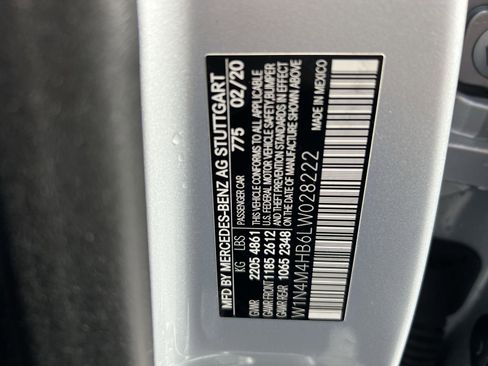 MFD BY MERCEDES-BENZ AG STUTTGART
775 02/20
KG LBS PASSENGER CAR
GVWR 2205 4861 THIS VEHICLE CONFORMS TO ALL APPLICABLE
GAWR FRONT 1185 2612 U.S. FEDERAL MOTOR VEHICLE SAFETY, BUMPER
GAWR REAR 1065 2348 AND THEFT PREVENTION STANDARDS IN EFFECT
ON THE DATE OF MANUFACTURE SHOWN ABOVE
W1N4M4HB6LW028222 MADE IN MEXICO